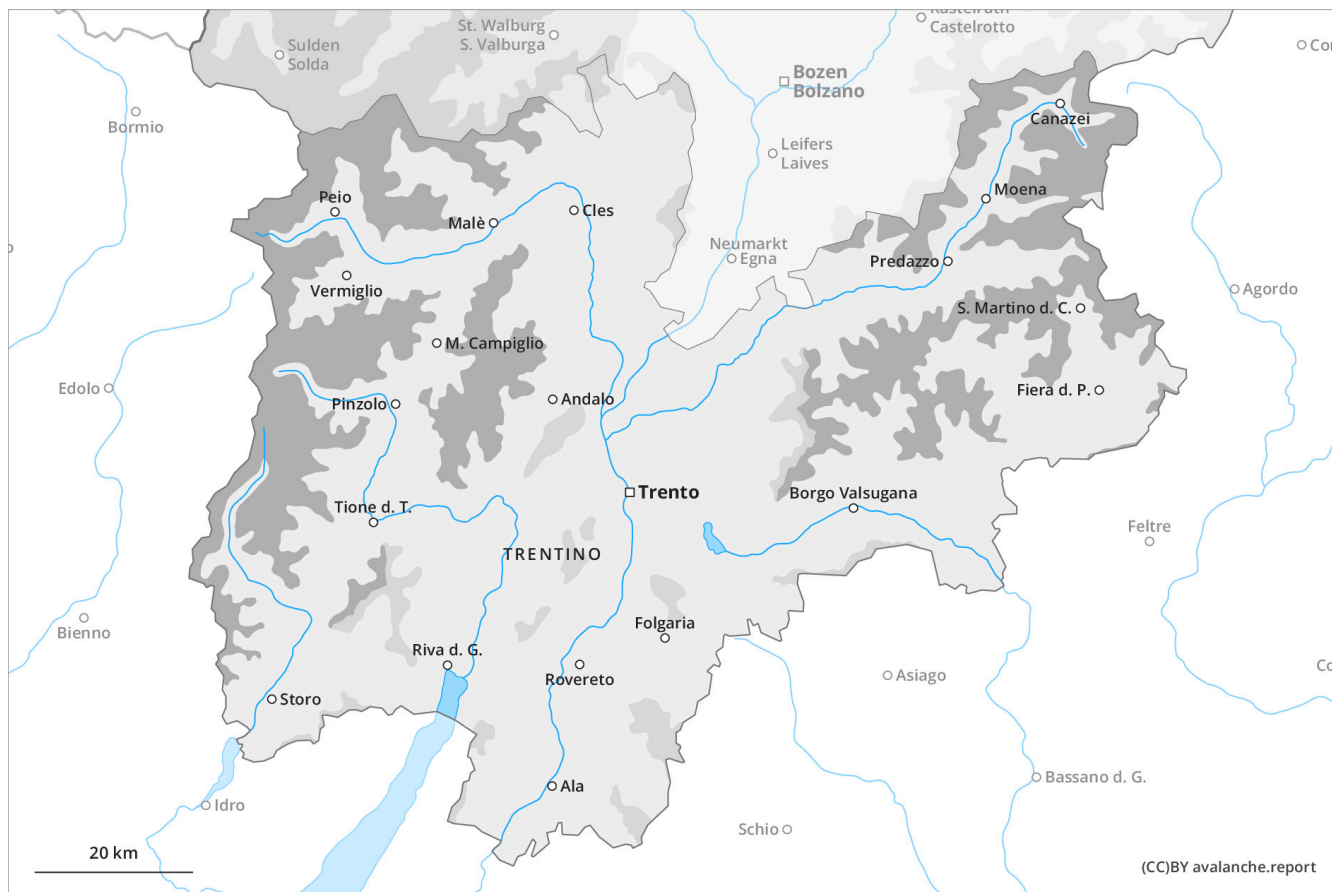 Kastelruth
Castelrotto
St. Walburg
S. Valburga
Sulden
Solda
Bozen
Bolzano
Canazei
Bormio
Leifers
Laives
Moena
Peio
Malè
Cles
Neumarkt
Egna
Predazzo
Vermiglio
Agordo
S. Martino d. C.
M. Campiglio
Edolo
Pinzolo
Andalo
Fiera d. P.
Trento
Borgo Valsugana
Tione d. T.
Feltre
TRENTINO
Bienno
Folgaria
Riva d. G.
Rovereto
Asiago
Storo
Bassano d. G.
Ala
Idro
Schio
20 km
(CC)BY avalanche.report